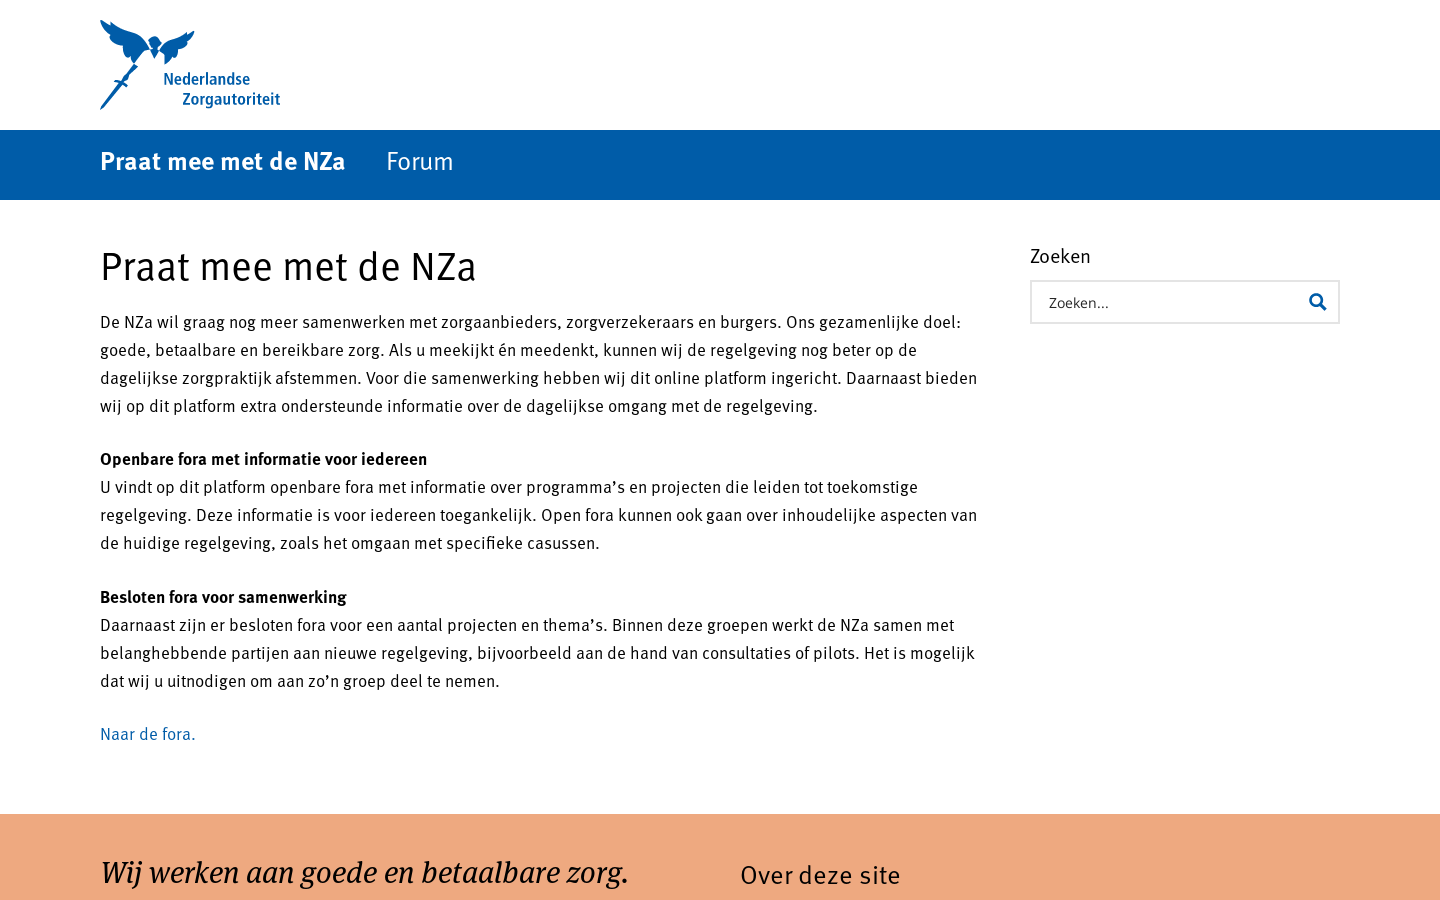 Nederlandse
Zorgautoriteit
Praat mee met de NZa
Forum
Praat mee met de NZa
De NZa wil graag nog meer samenwerken met zorgaanbieders, zorgverzekeraars en burgers. Ons gezamenlijke doel:
goede, betaalbare en bereikbare zorg. Als u meekijkt én meedenkt, kunnen wij de regelgeving nog beter op de
dagelijkse zorgpraktijk afstemmen. Voor die samenwerking hebben wij dit online platform ingericht. Daarnaast bieden
wij op dit platform extra ondersteunde informatie over de dagelijkse omgang met de regelgeving.
Openbare fora met informatie voor iedereen
U vindt op dit platform openbare fora met informatie over programma’s en projecten die leiden tot toekomstige
regelgeving. Deze informatie is voor iedereen toegankelijk. Open fora kunnen ook gaan over inhoudelijke aspecten van
de huidige regelgeving, zoals het omgaan met specifieke casussen.
Besloten fora voor samenwerking
Daarnaast zijn er besloten fora voor een aantal projecten en thema’s. Binnen deze groepen werkt de NZa samen met
belanghebbende partijen aan nieuwe regelgeving, bijvoorbeeld aan de hand van consultaties of pilots. Het is mogelijk
dat wij u uitnodigen om aan zo’n groep deel te nemen.
Naar de fora.
Zoeken
Zoeken...
Wij werken aan goede en betaalbare zorg.
Over deze site